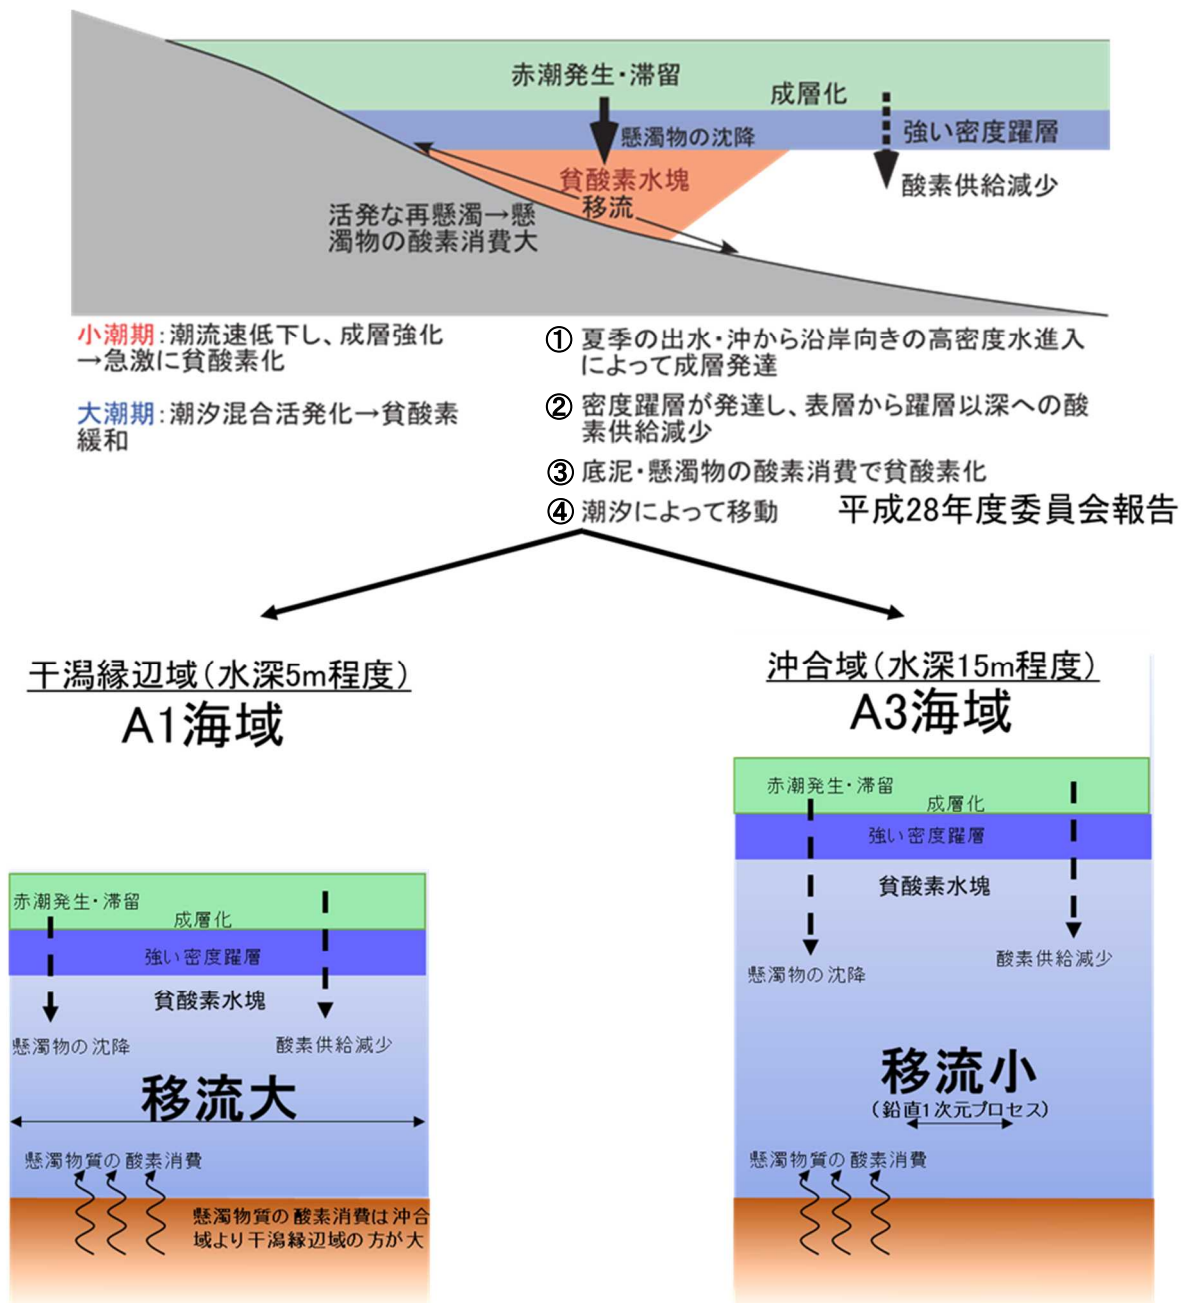 赤潮発生・滞留
成層化
懸濁物の沈降
強い密度躍層
貧酸素水塊
移流
酸素供給減少
活発な再懸濁→懸
濁物の酸素消費大
小潮期:潮流速低下し、成層強化
→急激に貧酸素化
大潮期:潮汐混合活発化→貧酸素
緩和
① 夏季の出水・沖から沿岸向きの高密度水進入
によって成層発達
② 密度躍層が発達し、表層から躍層以深への酸
素供給減少
③ 底泥・懸濁物の酸素消費で貧酸素化
④ 潮汐によって移動
平成28年度委員会報告
干潟縁辺域(水深5m程度)
A1海域
赤潮発生・滞留
成層化
強い密度躍層
貧酸素水塊
懸濁物の沈降
酸素供給減少
移流大
懸濁物質の酸素消費
懸濁物質の酸素消費は沖合
域より干潟縁辺域の方が大
沖合域(水深15m程度)
A3海域
赤潮発生・滞留
成層化
強い密度躍層
貧酸素水塊
懸濁物の沈降
酸素供給減少
移流小
(鉛直1次元プロセス)
懸濁物質の酸素消費